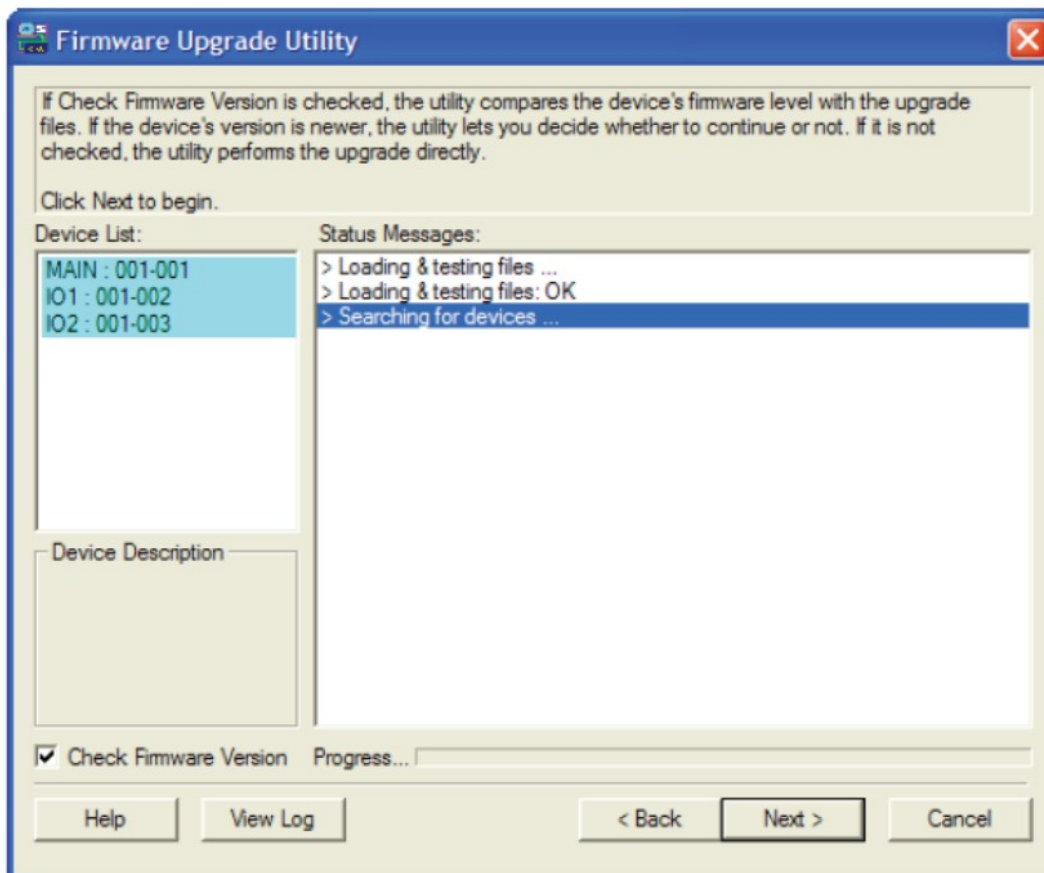 Firmware Upgrade Utility
If Check Firmware Version is checked, the utility compares the device's firmware level with the upgrade
files. If the device's version is newer, the utility lets you decide whether to continue or not. If it is not
checked, the utility performs the upgrade directly.
Click Next to begin.
Device List:
MAIN : 001-001
IO1 : 001-002
IO2 : 001-003
Status Messages:
> Loading & testing files ...
> Loading & testing files: OK
> Searching for devices ...
Device Description
Check Firmware Version
Progress...
Help
View Log
< Back
Next >
Cancel